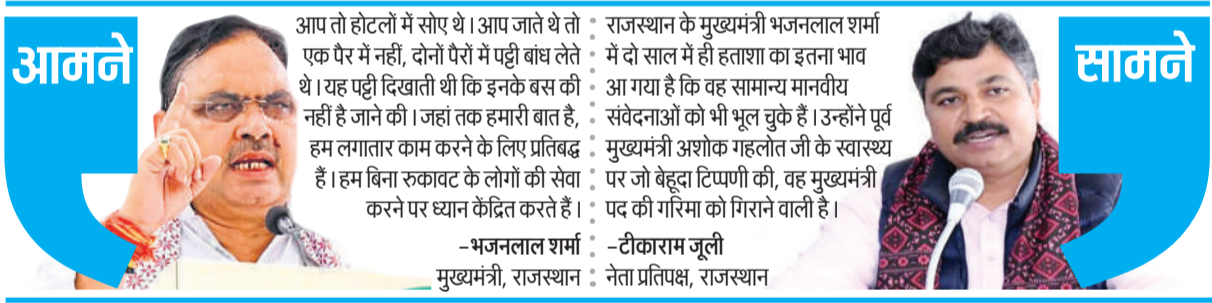 आमने
आप तो होटलों में सोए थे। आप जाते थे तो
एक पैर में नहीं, दोनों पैरों में पट्टी बांध लेते
थे। यह पट्टी दिखाती थी कि इनके बस की
नहीं है जाने की। जहां तक हमारी बात है,
हम लगातार काम करने के लिए प्रतिबद्ध
हैं। हम बिना रुकावट के लोगों की सेवा
करने पर ध्यान केंद्रित करते हैं।
–भजनलाल शर्मा
मुख्यमंत्री, राजस्थान
राजस्थान के मुख्यमंत्री भजनलाल शर्मा
में दो साल में ही हताशा का इतना भाव
आ गया है कि वह सामान्य मानवीय
संवेदनाओं को भी भूल चुके हैं। उन्होंने पूर्व
मुख्यमंत्री अशोक गहलोत जी के स्वास्थ्य
पर जो बेहूदा टिप्पणी की, वह मुख्यमंत्री
पद की गरिमा को गिराने वाली है।
–टीकाराम जूली
नेता प्रतिपक्ष, राजस्थान
सामने